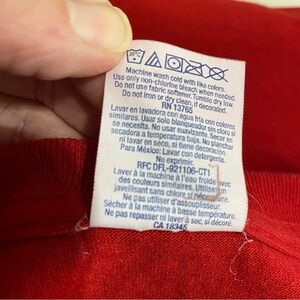 Machine wash cold with like colors.
Use only non-chlorine bleach when needed.
Do not use fabric softener. Tumble dry low.
Do not iron or dry clean, if decorated.
RN 13765
Lavar en lavadora con agua fría con colores
similares. Usar solo blanqueador sin cloro si
se necesita. No usar suavizante. Secar en
secadora a temperatura baja. No planchar
ni lavar en seco, si tiene decorado.
Para México: Lavar con detergente.
No exprimir.
RFC DFL-921106-CT1
Laver à la machine à l'eau froide avec
des couleurs similaires. Utiliser un
javellisant sans chlore si nécessaire.
Ne pas utiliser d'assouplisseur.
Sécher à la machine à basse température.
Ne pas repasser ni laver à sec, si décoré.
CA 18345